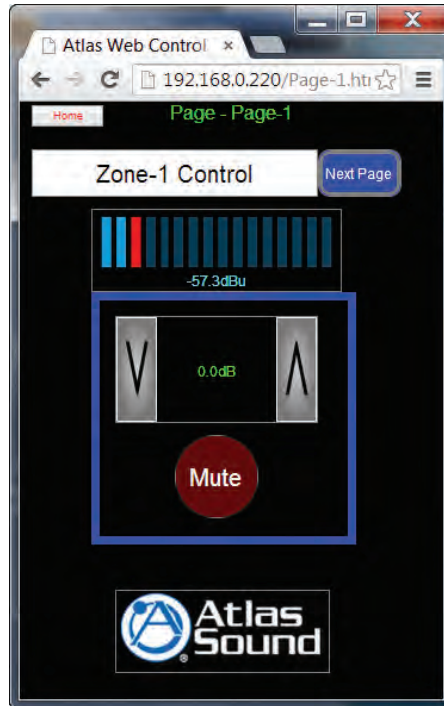 Atlas Web Control
192.168.0.220/Page-1.ht
Home
Page - Page-1
Zone-1 Control
Next Page
-57.3dBu
0.0dB
Mute
Atlas
Sound